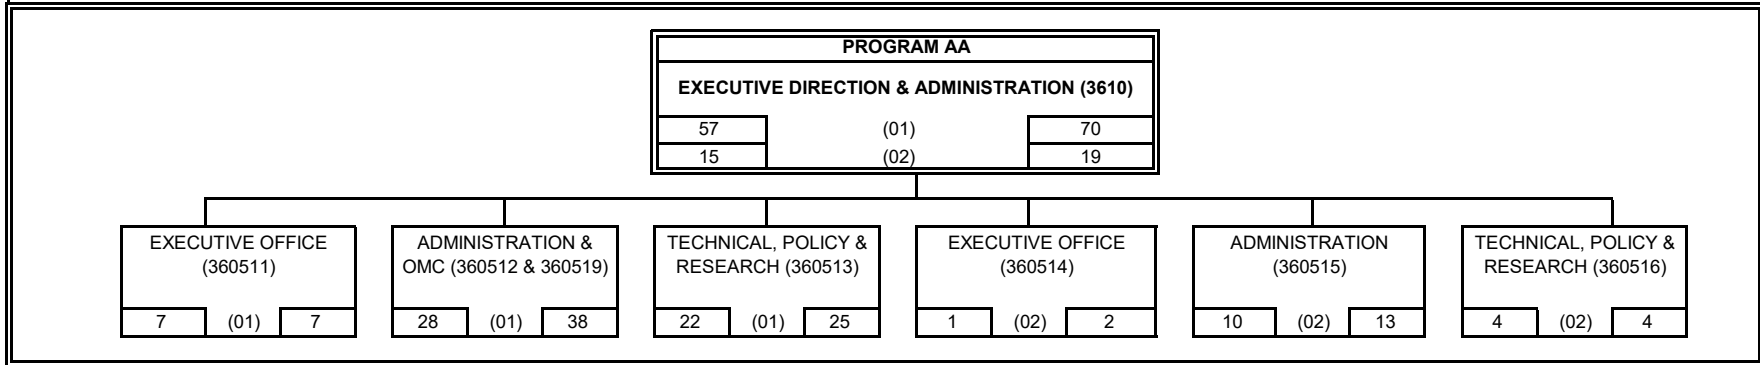 PROGRAM AA
EXECUTIVE DIRECTION & ADMINISTRATION (3610)
57 (01) 70
15 (02) 19
EXECUTIVE OFFICE
(360511)
7 (01) 7
ADMINISTRATION &
OMC (360512 & 360519)
28 (01) 38
TECHNICAL, POLICY &
RESEARCH (360513)
22 (01) 25
EXECUTIVE OFFICE
(360514)
1 (02) 2
ADMINISTRATION
(360515)
10 (02) 13
TECHNICAL, POLICY &
RESEARCH (360516)
4 (02) 4